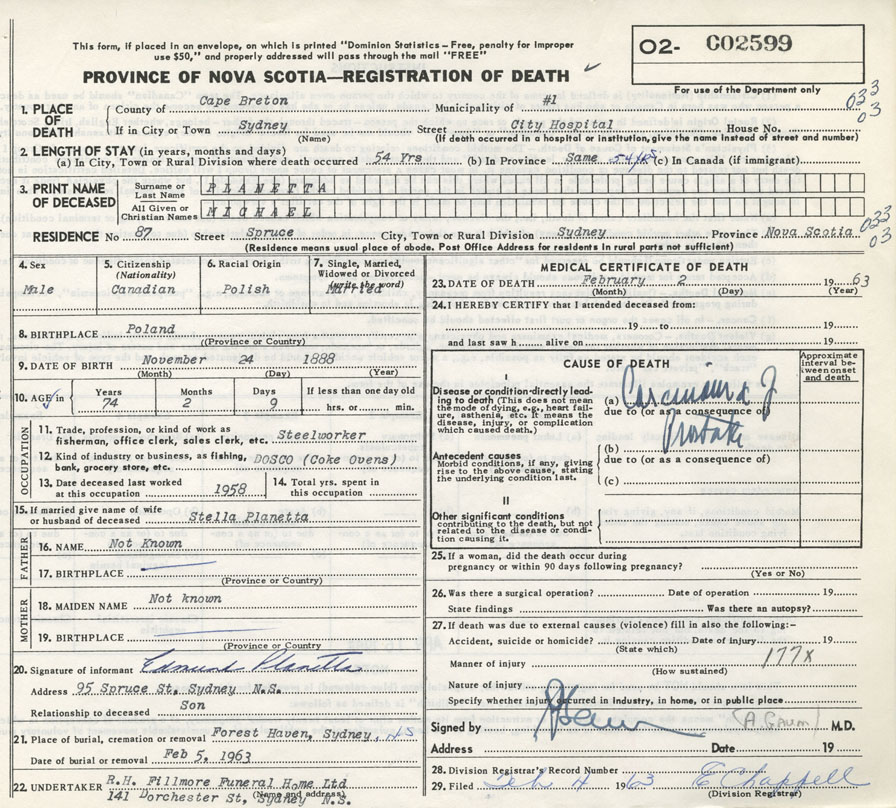 This form, if placed in an envelope, on which is printed "Dominion Statistics – Free, penalty for improper
use $50," and properly addressed will pass through the mail "FREE"
O2- C02599
PROVINCE OF NOVA SCOTIA—REGISTRATION OF DEATH
For use of the Department only
1. PLACE OF DEATH
County of Cape Breton Municipality of #1
033
03
If in City or Town Sydney Street City Hospital House No.
(Name) (If death occurred in a hospital or institution, give the name instead of street and number)
2. LENGTH OF STAY (in years, months and days)
(a) In City, Town or Rural Division where death occurred 54 Yrs (b) In Province Same 54 yrs (c) In Canada (if immigrant)
3. PRINT NAME OF DECEASED
Surname or Last Name PLANETTA
All Given or Christian Names MICHAEL
RESIDENCE No 87 Street Spruce City, Town or Rural Division Sydney Province Nova Scotia
033
03
(Residence means usual place of abode. Post Office Address for residents in rural parts not sufficient)
4. Sex Male
5. Citizenship (Nationality) Canadian
6. Racial Origin Polish
7. Single, Married, Widowed or Divorced (write the word) Married
8. BIRTHPLACE Poland
((Province or Country)
9. DATE OF BIRTH November 24 1888
(Month) (Day) (Year)
10. AGE in Years Months Days If less than one day old
74 2 9 hrs. or min.
OCCUPATION
11. Trade, profession, or kind of work as
fisherman, office clerk, sales clerk, etc. Steelworker
12. Kind of industry or business, as fishing,
bank, grocery store, etc. DOSCO (Coke Ovens)
13. Date deceased last worked
at this occupation 1958
14. Total yrs. spent in
this occupation
15. If married give name of wife
or husband of deceased Stella Planetta
FATHER
16. NAME Not Known
17. BIRTHPLACE
(Province or Country)
MOTHER
18. MAIDEN NAME Not known
19. BIRTHPLACE
(Province or Country
20. Signature of informant Edmund Planetta
Address 95 Spruce St, Sydney N.S.
Relationship to deceased Son
21. Place of burial, cremation or removal Forest Haven, Sydney, N.S
Date of burial or removal Feb 5, 1963
22. UNDERTAKER R.H. Fillmore Funeral Home Ltd
(Name and address)
141 Dorchester St, Sydney N.S.
MEDICAL CERTIFICATE OF DEATH
23. DATE OF DEATH February 2 1963
(Month) (Day) (Year)
24. I HEREBY CERTIFY that I attended deceased from:
19 to 19
and last saw h alive on 19
CAUSE OF DEATH
Approximate interval be-tween onset and death
I
Disease or condition-directly lead-
ing to death (This does not mean
the mode of dying, e.g., heart fail-
ure, asthenia, etc. It means the
disease, injury, or complication
which caused death.)
(a) Carcinoma of
due to (or as a consequence of)
Prostate
Antecedent causes
Morbid conditions, if any, giving
rise to the above cause, stating
the underlying condition last.
(b)
due to (or as a consequence of)
(c)
II
Other significant conditions
contributing to the death, but not
related to the disease or condi-
tion causing it.
25. If a woman, did the death occur during
pregnancy or within 90 days following pregnancy?
(Yes or No)
26. Was there a surgical operation? Date of operation 19
State findings Was there an autopsy?
27. If death was due to external causes (violence) fill in also the following:–
Accident, suicide or homicide? Date of injury 19
(State which)
Manner of injury 177X
(How sustained)
Nature of injury
Specify whether injury occurred in Industry, in home, or in public place
Signed by (A GAUM) M.D.
Address Date 19
28. Division Registrar's Record Number
29. Filed Feb 4 1963 E Chappell
(Division Registrar)